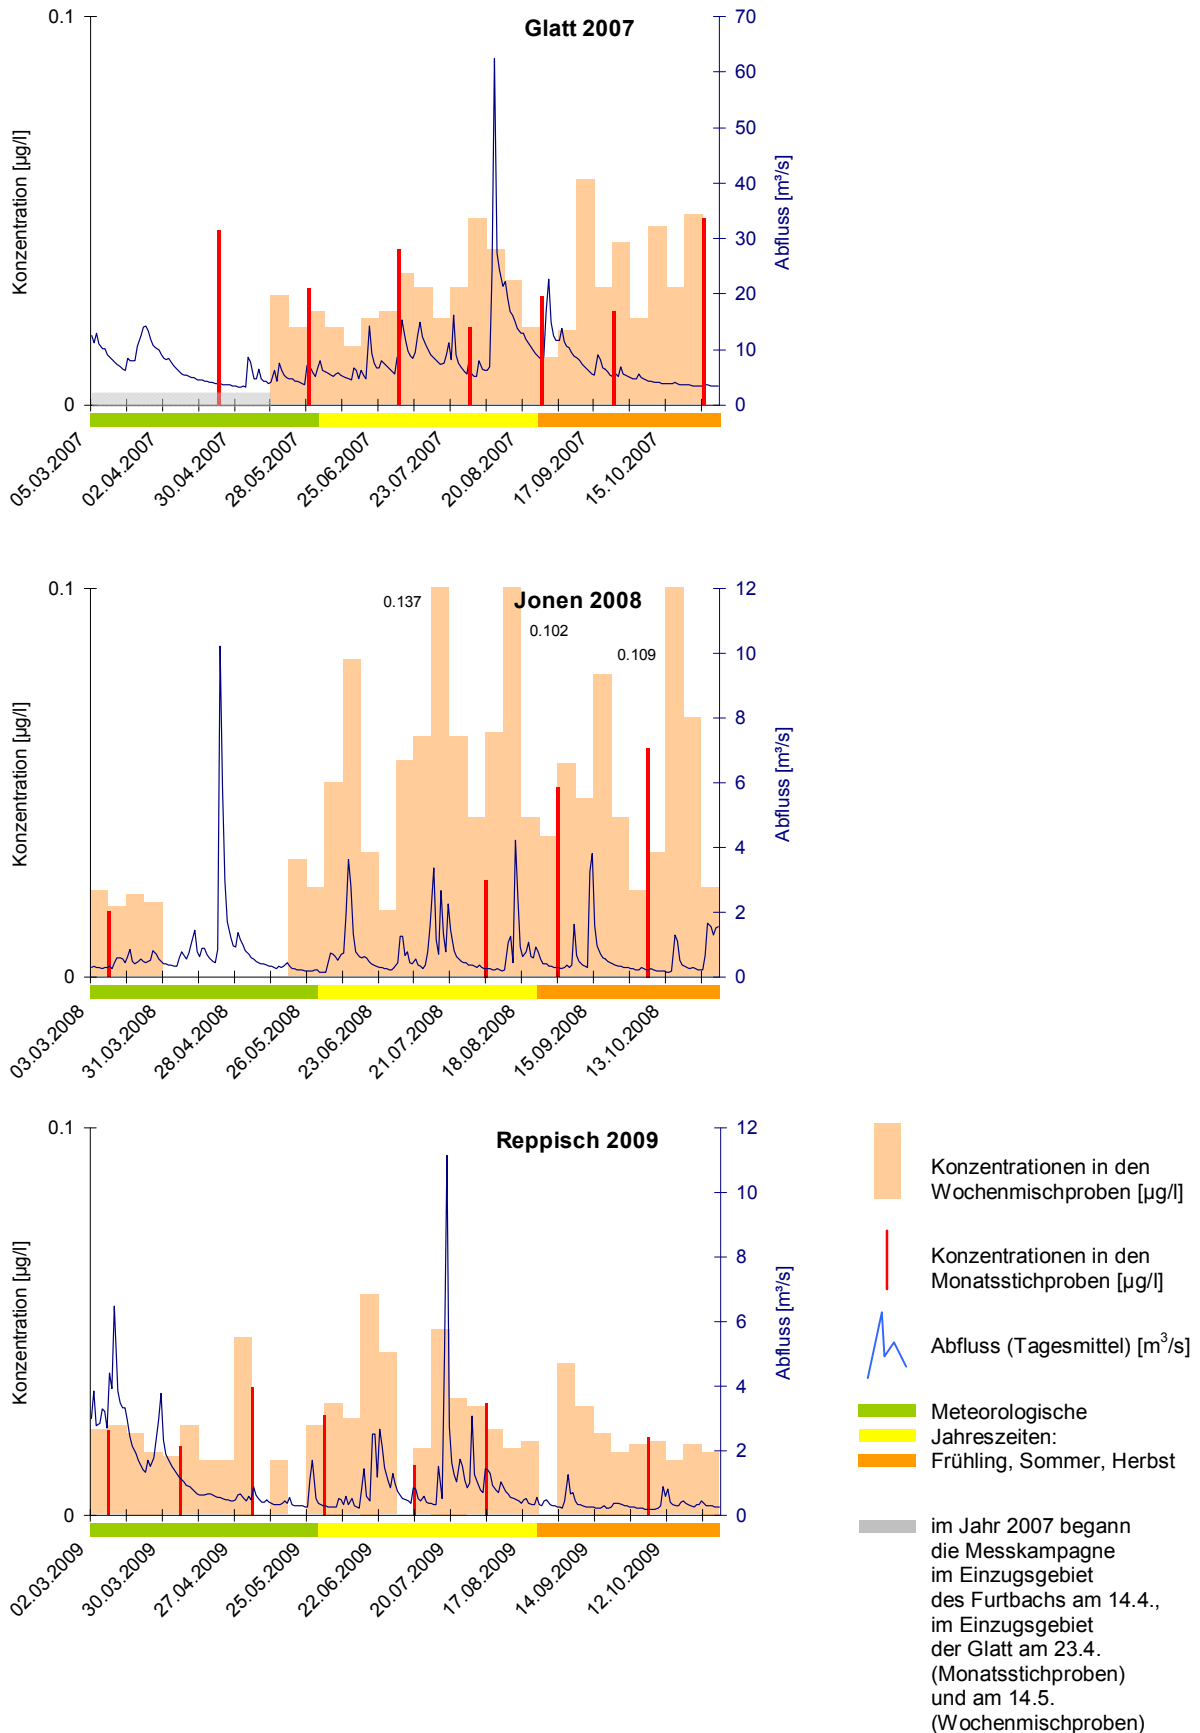 Glatt 2007
Konzentration [µg/l]
0.1
0
Abfluss [m³/s]
70
60
50
40
30
20
10
0
05.03.2007
02.04.2007
30.04.2007
28.05.2007
25.06.2007
23.07.2007
20.08.2007
17.09.2007
15.10.2007
Jonen 2008
Konzentration [µg/l]
0.1
0
0.137
0.102
0.109
Abfluss [m³/s]
12
10
8
6
4
2
0
03.03.2008
31.03.2008
28.04.2008
26.05.2008
23.06.2008
21.07.2008
18.08.2008
15.09.2008
13.10.2008
Reppisch 2009
Konzentration [µg/l]
0.1
0
Abfluss [m³/s]
12
10
8
6
4
2
0
02.03.2009
30.03.2009
27.04.2009
25.05.2009
22.06.2009
20.07.2009
17.08.2009
14.09.2009
12.10.2009
Konzentrationen in den
Wochenmischproben [µg/l]
Konzentrationen in den
Monatsstichproben [µg/l]
Abfluss (Tagesmittel) [m³/s]
Meteorologische
Jahreszeiten:
Frühling, Sommer, Herbst
im Jahr 2007 begann
die Messkampagne
im Einzugsgebiet
des Furtbachs am 14.4.,
im Einzugsgebiet
der Glatt am 23.4.
(Monatsstichproben)
und am 14.5.
(Wochenmischproben)